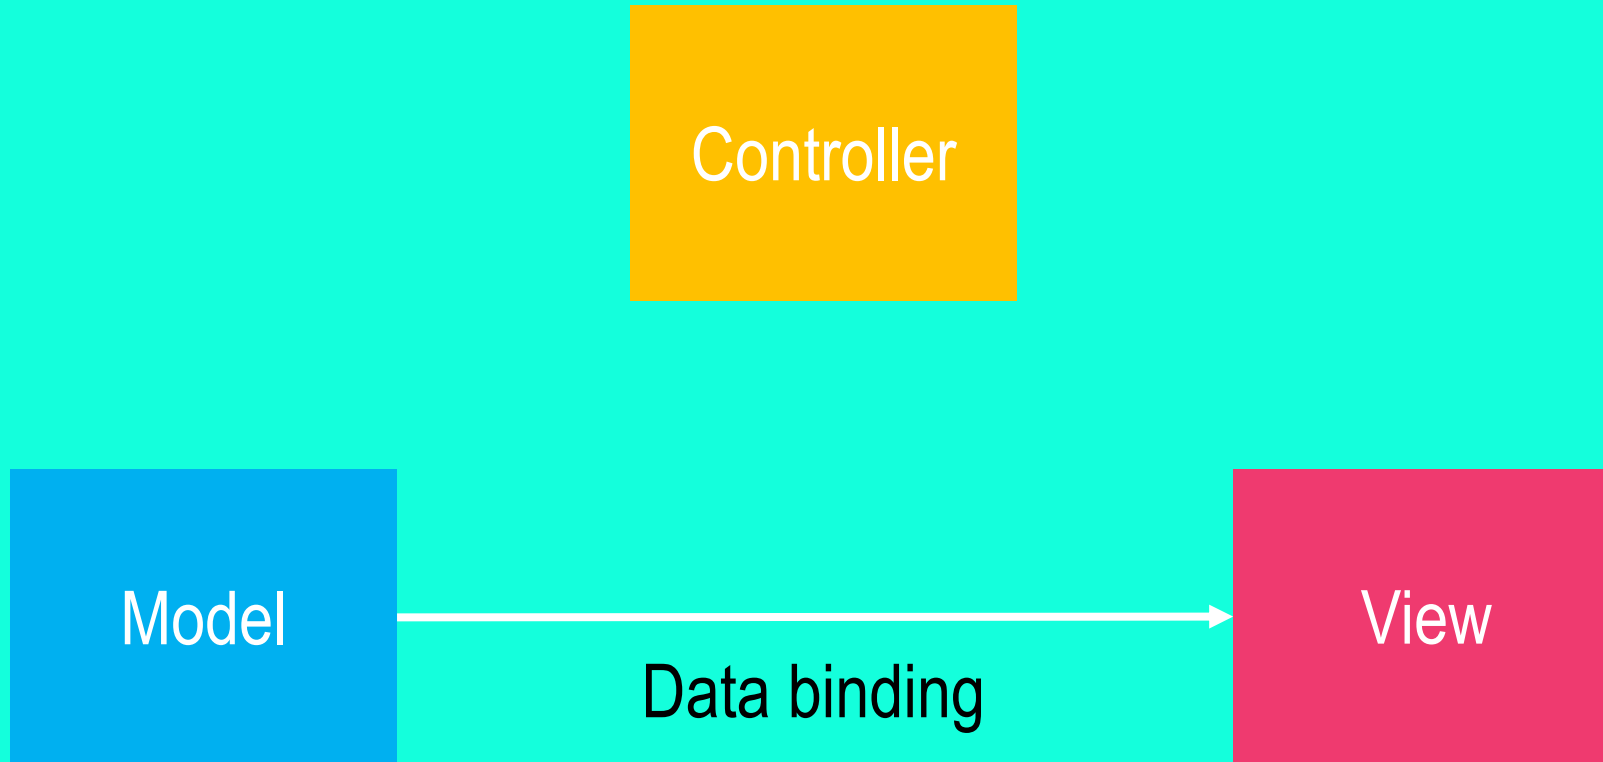 Controller
Model
View
Data binding